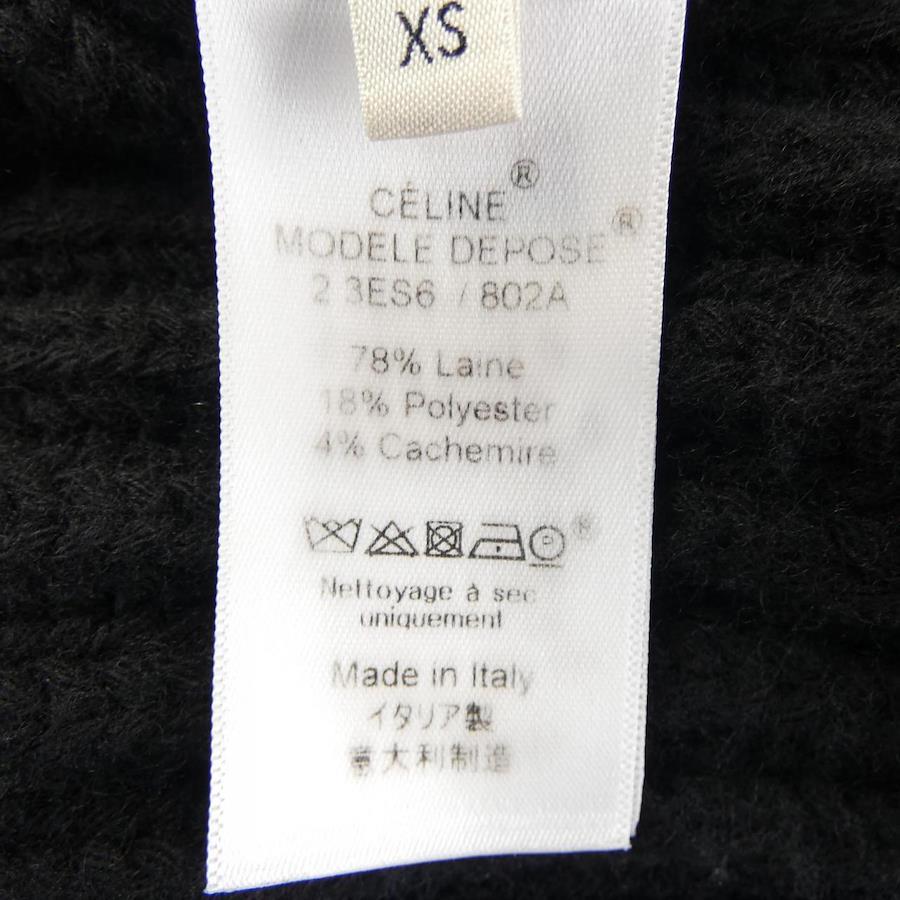 XS
CÉLINE®
MODELE DEPOSE®
2 3ES6 / 802A
78% Laine
18% Polyester
4% Cachemire
P ®
Nettoyage à sec
uniquement
Made in Italy
イタリア製
意大利制造